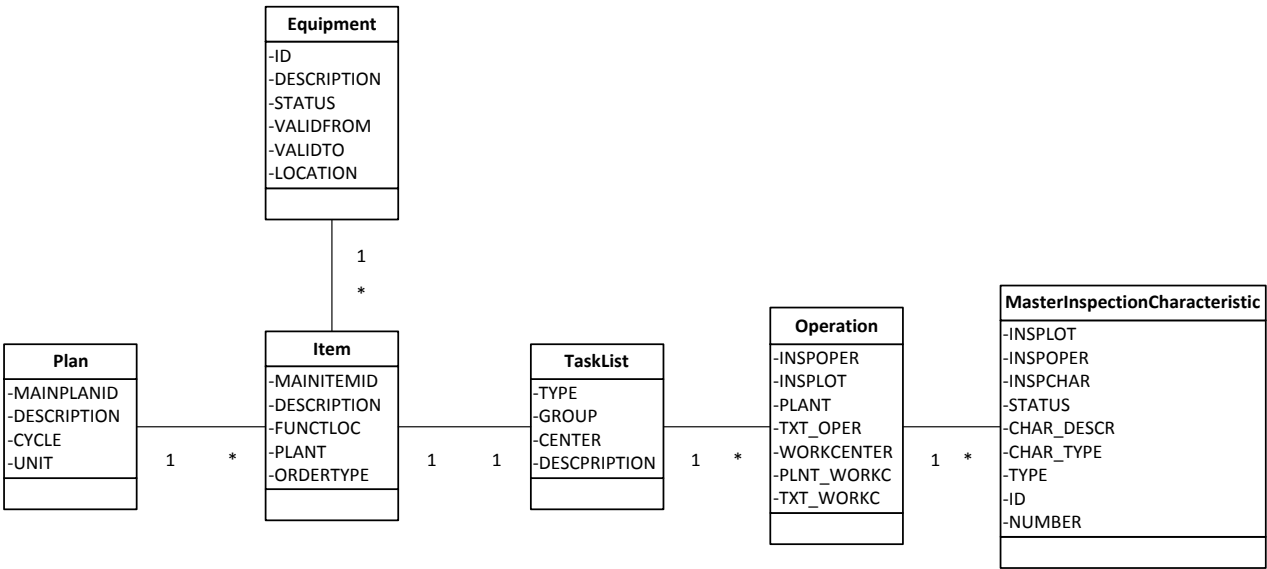 Equipment
-ID
-DESCRIPTION
-STATUS
-VALIDFROM
-VALIDTO
-LOCATION
1
*
Plan
-MAINPLANID
-DESCRIPTION
-CYCLE
-UNIT
1 *
Item
-MAINITEMID
-DESCRIPTION
-FUNCTLOC
-PLANT
-ORDERTYPE
1 1
TaskList
-TYPE
-GROUP
-CENTER
-DESCPRIPTION
1 *
Operation
-INSPOPER
-INSPLOT
-PLANT
-TXT_OPER
-WORKCENTER
-PLNT_WORKC
-TXT_WORKC
1 *
MasterInspectionCharacteristic
-INSPLOT
-INSPOPER
-INSPCHAR
-STATUS
-CHAR_DESCR
-CHAR_TYPE
-TYPE
-ID
-NUMBER